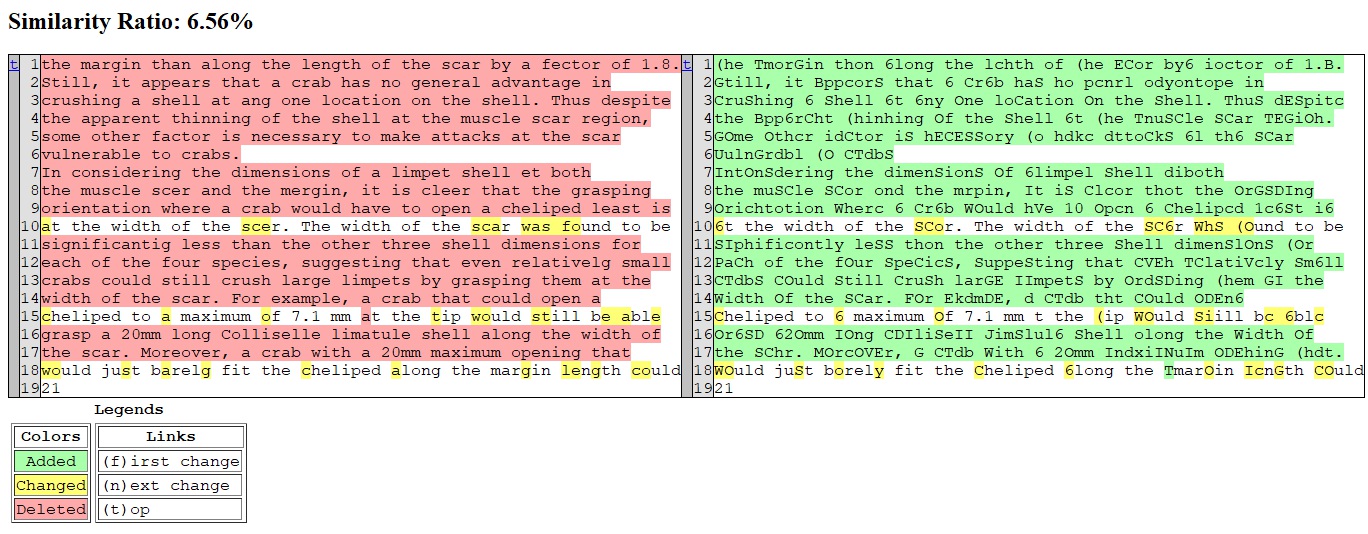 Similarity Ratio: 6.56%
t 1 the margin than along the length of the scar by a fector of 1.8.
2 Still, it appears that a crab has no general advantage in
3 crushing a shell at ang one location on the shell. Thus despite
4 the apparent thinning of the shell at the muscle scar region,
5 some other factor is necessary to make attacks at the scar
6 vulnerable to crabs.
7 In considering the dimensions of a limpet shell et both
8 the muscle scer and the mergin, it is cleer that the grasping
9 orientation where a crab would have to open a cheliped least is
10 at the width of the scer. The width of the scar was found to be
11 significantig less than the other three shell dimensions for
12 each of the four species, suggesting that even relativelg small
13 crabs could still crush large limpets by grasping them at the
14 width of the scar. For example, a crab that could open a
15 cheliped to a maximum of 7.1 mm at the tip would still be able
16 grasp a 20mm long Colliselle limatule shell along the width of
17 the scar. Moreover, a crab with a 20mm maximum opening that
18 would just barelg fit the cheliped along the margin length could
19 21
t 1 (he TmorGin thon 6long the lchth of (he ECor by6 ioctor of 1.B.
2 Gtill, it BppcorS that 6 Cr6b haS ho pcnrl odyontope in
3 CruShing 6 Shell 6t 6ny One loCation On the Shell. ThuS dESpitc
4 the Bpp6rCht (hinhing Of the Shell 6t (he TnuSCle SCar TEGiOh.
5 GOme Othcr idCtor iS hECESSory (o hdkc dttoCkS 6l th6 SCar
6 UulnGrdbl (O CTdbS
7 IntOnSdering the dimenSionS Of 6limpel Shell diboth
8 the muSCle SCor ond the mrpin, It iS Clcor thot the OrGSDIng
9 Orichtotion Wherc 6 Cr6b WOuld hVe 10 Opcn 6 Chelipcd lc6St i6
10 6t the width of the SCor. The width of the SC6r WhS (Ound to be
11 SIphificontly leSS thon the other three Shell dimenSlOnS (Or
12 PaCh of the fOur SpeCicS, SuppeSting that CVEh TClatiVcly Sm6ll
13 CTdbS COuld Still CruSh larGE IImpetS by OrdSDing (hem GI the
14 Width Of the SCar. FOr EkdmDE, d CTdb tht COuld ODEn6
15 Cheliped to 6 maximum Of 7.1 mm t the (ip WOuld Siill bc 6blc
16 Or6SD 62Omm IOng CDIliSeII JimSlul6 Shell olong the Width Of
17 the SChr. MOrcOVEr, G CTdb With 6 2Omm IndxiINuIm ODEhinG (hdt.
18 WOuld juSt borely fit the Cheliped 6long the TmarOin IcnGth COuld
19 21
Legends
Colors Links
Added (f)irst change
Changed (n)ext change
Deleted (t)op